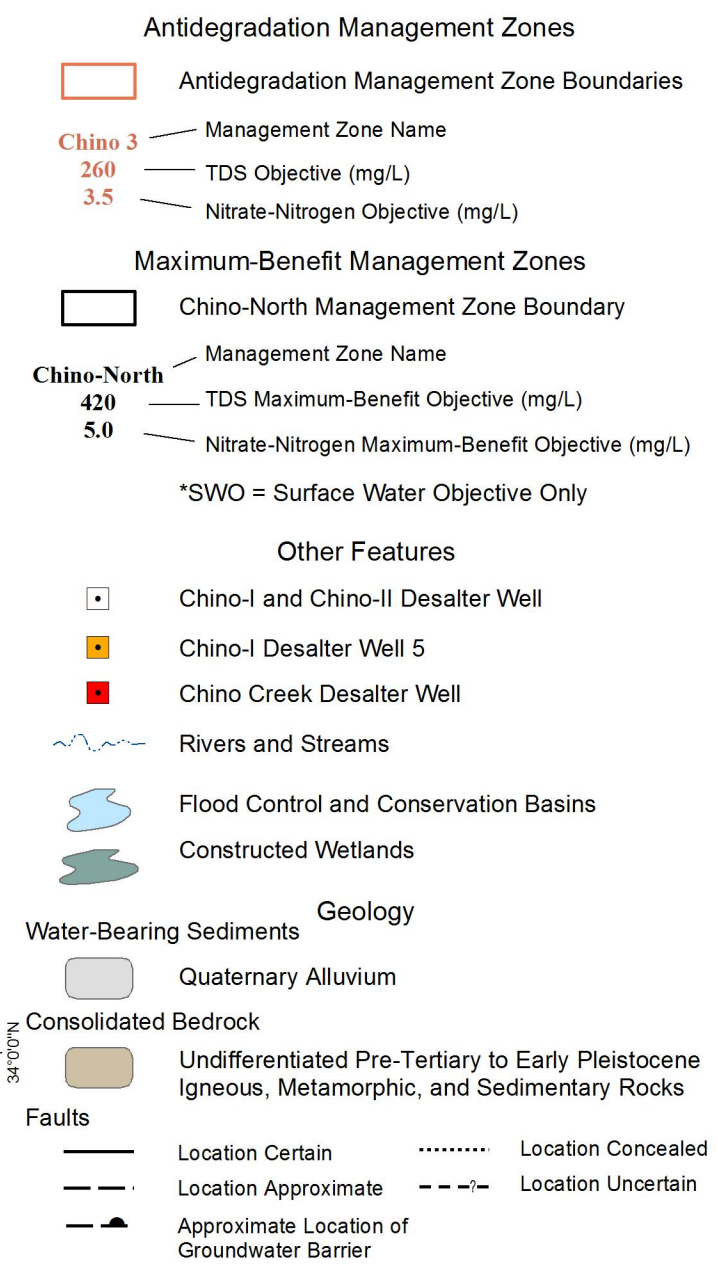 Antidegradation Management Zones
Antidegradation Management Zone Boundaries
Chino 3
Management Zone Name
260
TDS Objective (mg/L)
3.5
Nitrate-Nitrogen Objective (mg/L)
Maximum-Benefit Management Zones
Chino-North Management Zone Boundary
Management Zone Name
Chino-North
420
TDS Maximum-Benefit Objective (mg/L)
5.0
Nitrate-Nitrogen Maximum-Benefit Objective (mg/L)
*SWO = Surface Water Objective Only
Other Features
Chino-I and Chino-II Desalter Well
Chino-I Desalter Well 5
Chino Creek Desalter Well
Rivers and Streams
Flood Control and Conservation Basins
Constructed Wetlands
Geology
Water-Bearing Sediments
Quaternary Alluvium
34°0'0"N
Consolidated Bedrock
Undifferentiated Pre-Tertiary to Early Pleistocene
Igneous, Metamorphic, and Sedimentary Rocks
Faults
Location Certain
Location Concealed
Location Approximate
?
Location Uncertain
Approximate Location of
Groundwater Barrier